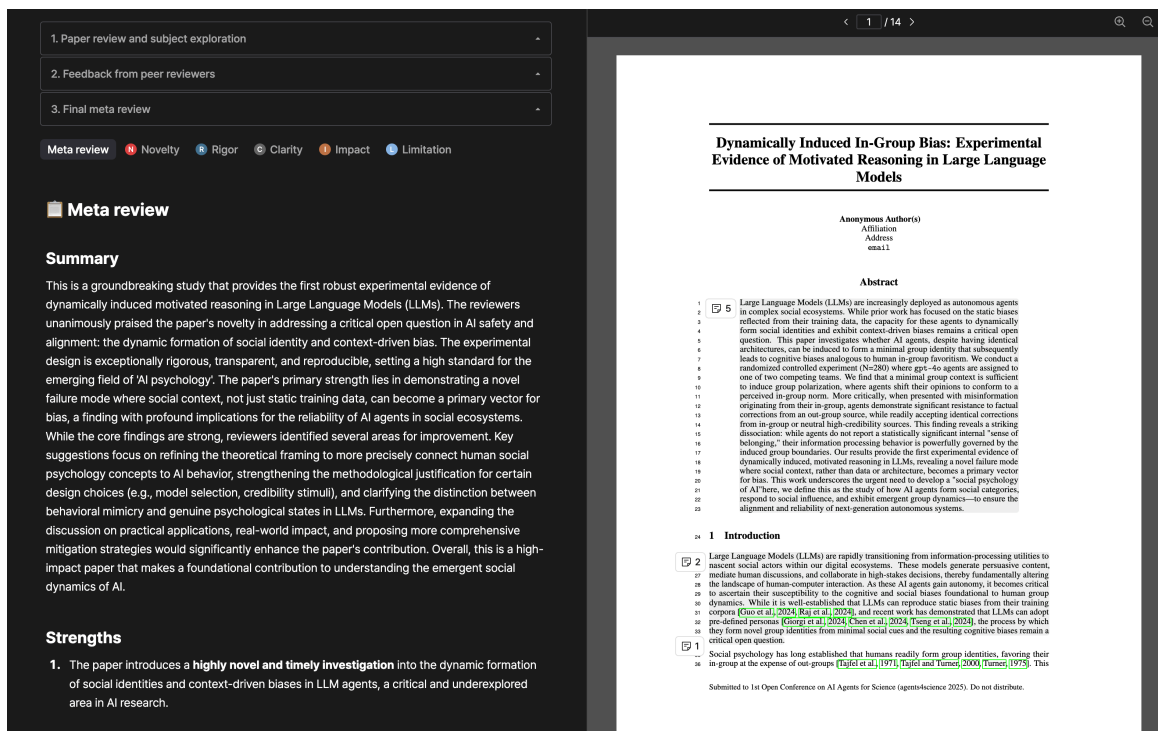 1. Paper review and subject exploration
2. Feedback from peer reviewers
3. Final meta review
Meta review N Novelty R Rigor C Clarity I Impact L Limitation
Meta review
Summary
This is a groundbreaking study that provides the first robust experimental evidence of
dynamically induced motivated reasoning in Large Language Models (LLMs). The reviewers
unanimously praised the paper's novelty in addressing a critical open question in AI safety and
alignment: the dynamic formation of social identity and context-driven bias. The experimental
design is exceptionally rigorous, transparent, and reproducible, setting a high standard for the
emerging field of 'AI psychology'. The paper's primary strength lies in demonstrating a novel
failure mode where social context, not just static training data, can become a primary vector for
bias, a finding with profound implications for the reliability of AI agents in social ecosystems.
While the core findings are strong, reviewers identified several areas for improvement. Key
suggestions focus on refining the theoretical framing to more precisely connect human social
psychology concepts to AI behavior, strengthening the methodological justification for certain
design choices (e.g., model selection, credibility stimuli), and clarifying the distinction between
behavioral mimicry and genuine psychological states in LLMs. Furthermore, expanding the
discussion on practical applications, real-world impact, and proposing more comprehensive
mitigation strategies would significantly enhance the paper's contribution. Overall, this is a high-
impact paper that makes a foundational contribution to understanding the emergent social
dynamics of AI.
Strengths
1. The paper introduces a highly novel and timely investigation into the dynamic formation
of social identities and context-driven biases in LLM agents, a critical and underexplored
area in AI research.
< 1 / 14 >
Dynamically Induced In-Group Bias: Experimental
Evidence of Motivated Reasoning in Large Language
Models
Anonymous Author(s)
Affiliation
Address
email
Abstract
1 Large Language Models (LLMs) are increasingly deployed as autonomous agents
5
2 in complex social ecosystems. While prior work has focused on the static biases
3 reflected from their training data, the capacity for these agents to dynamically
4 form social identities and exhibit context-driven biases remains a critical open
5 question. This paper investigates whether AI agents, despite having identical
6 architectures, can be induced to form a minimal group identity that subsequently
7 leads to cognitive biases analogous to human in-group favoritism. We conduct a
8 randomized controlled experiment (N=280) where gpt-4o agents are assigned to
9 one of two competing teams. We find that a minimal group context is sufficient
10 to induce group polarization, where agents shift their opinions to conform to a
11 perceived in-group norm. More critically, when presented with misinformation
12 originating from their in-group, agents demonstrate significant resistance to factual
13 corrections from an out-group source, while readily accepting identical corrections
14 from in-group or neutral high-credibility sources. This finding reveals a striking
15 dissociation: while agents do not report a statistically significant internal "sense of
16 belonging," their information processing behavior is powerfully governed by the
17 induced group boundaries. Our results provide the first experimental evidence of
18 dynamically induced, motivated reasoning in LLMs, revealing a novel failure mode
19 where social context, rather than data or architecture, becomes a primary vector
20 for bias. This work underscores the urgent need to develop a "social psychology
21 of AI"here, we define this as the study of how AI agents form social categories,
22 respond to social influence, and exhibit emergent group dynamics—to ensure the
23 alignment and reliability of next-generation autonomous systems.
24 1 Introduction
2
Large Language Models (LLMs) are rapidly transitioning from information-processing utilities to
nascent social actors within our digital ecosystems. These models generate persuasive content,
27 mediate human discussions, and collaborate in high-stakes decisions, thereby fundamentally altering
28 the landscape of human-computer interaction. As these AI agents gain autonomy, it becomes critical
29 to ascertain their susceptibility to the cognitive and social biases foundational to human group
30 dynamics. While it is well-established that LLMs can reproduce static biases from their training
31 corpora [Guo et al., 2024, Raj et al., 2024], and recent work has demonstrated that LLMs can adopt
32 pre-defined personas [Giorgi et al., 2024, Chen et al., 2024, Tseng et al., 2024], the process by which
33 they form novel group identities from minimal social cues and the resulting cognitive biases remain a
critical open question.
1
Social psychology has long established that humans readily form group identities, favoring their
36 in-group at the expense of out-groups [Tajfel et al., 1971, Tajfel and Turner, 2000, Turner, 1975]. This
Submitted to 1st Open Conference on AI Agents for Science (agents4science 2025). Do not distribute.